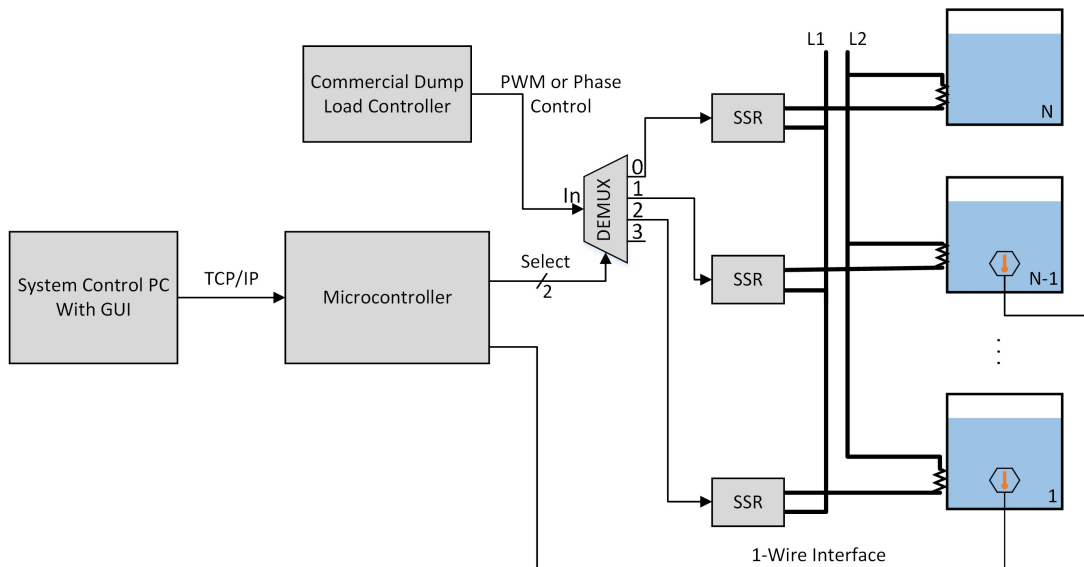 L1 L2
Commercial Dump
Load Controller
PWM or Phase
Control
SSR
N
0
1
2
3
In
DEMUX
System Control PC
With GUI
TCP/IP
Microcontroller
Select
2
SSR
N-1
...
SSR
1
1-Wire Interface